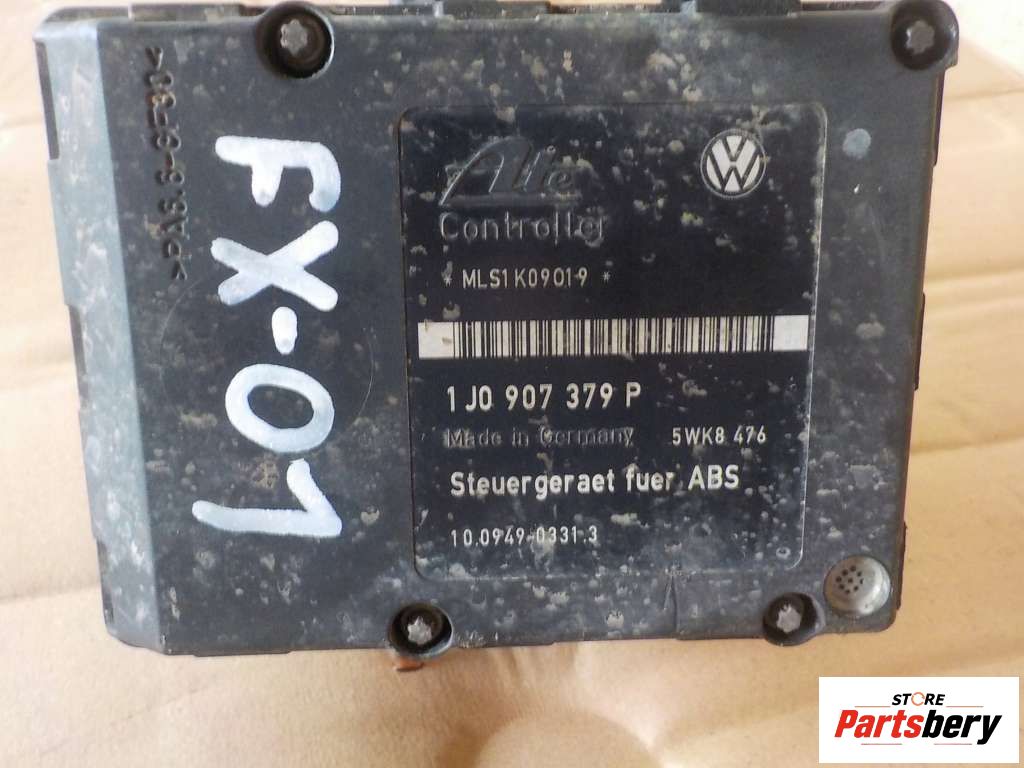 >PA6.6-GF30<
FX-01
Ate
Controller
* MLS1K09019 *
1J0 907 379 P
Made in Germany 5WK8 476
Steuergeraet fuer ABS
10.0949-0331.3
STORE
Partsbery